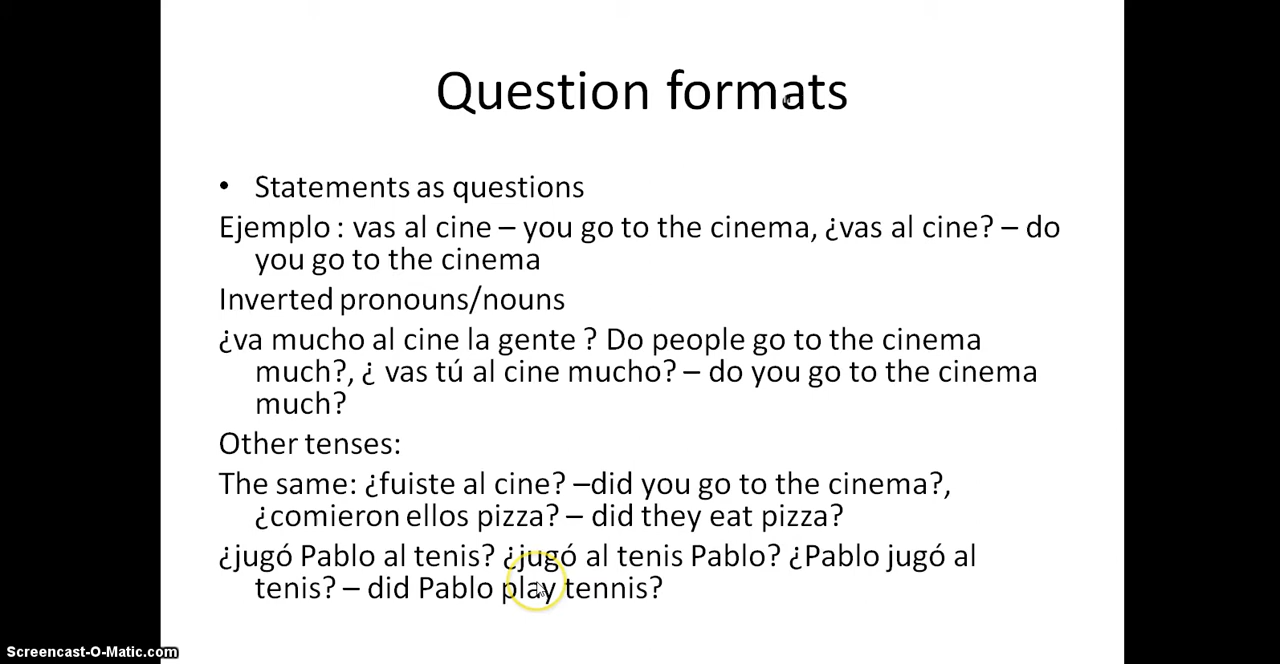 Question formats
• Statements as questions
Ejemplo : vas al cine – you go to the cinema, ¿vas al cine? – do
you go to the cinema
Inverted pronouns/nouns
¿va mucho al cine la gente ? Do people go to the cinema
much?, ¿ vas tú al cine mucho? – do you go to the cinema
much?
Other tenses:
The same: ¿fuiste al cine? –did you go to the cinema?,
¿comieron ellos pizza? – did they eat pizza?
¿jugó Pablo al tenis? ¿jugó al tenis Pablo? ¿Pablo jugó al
tenis? – did Pablo play tennis?
Screencast-O-Matic.com